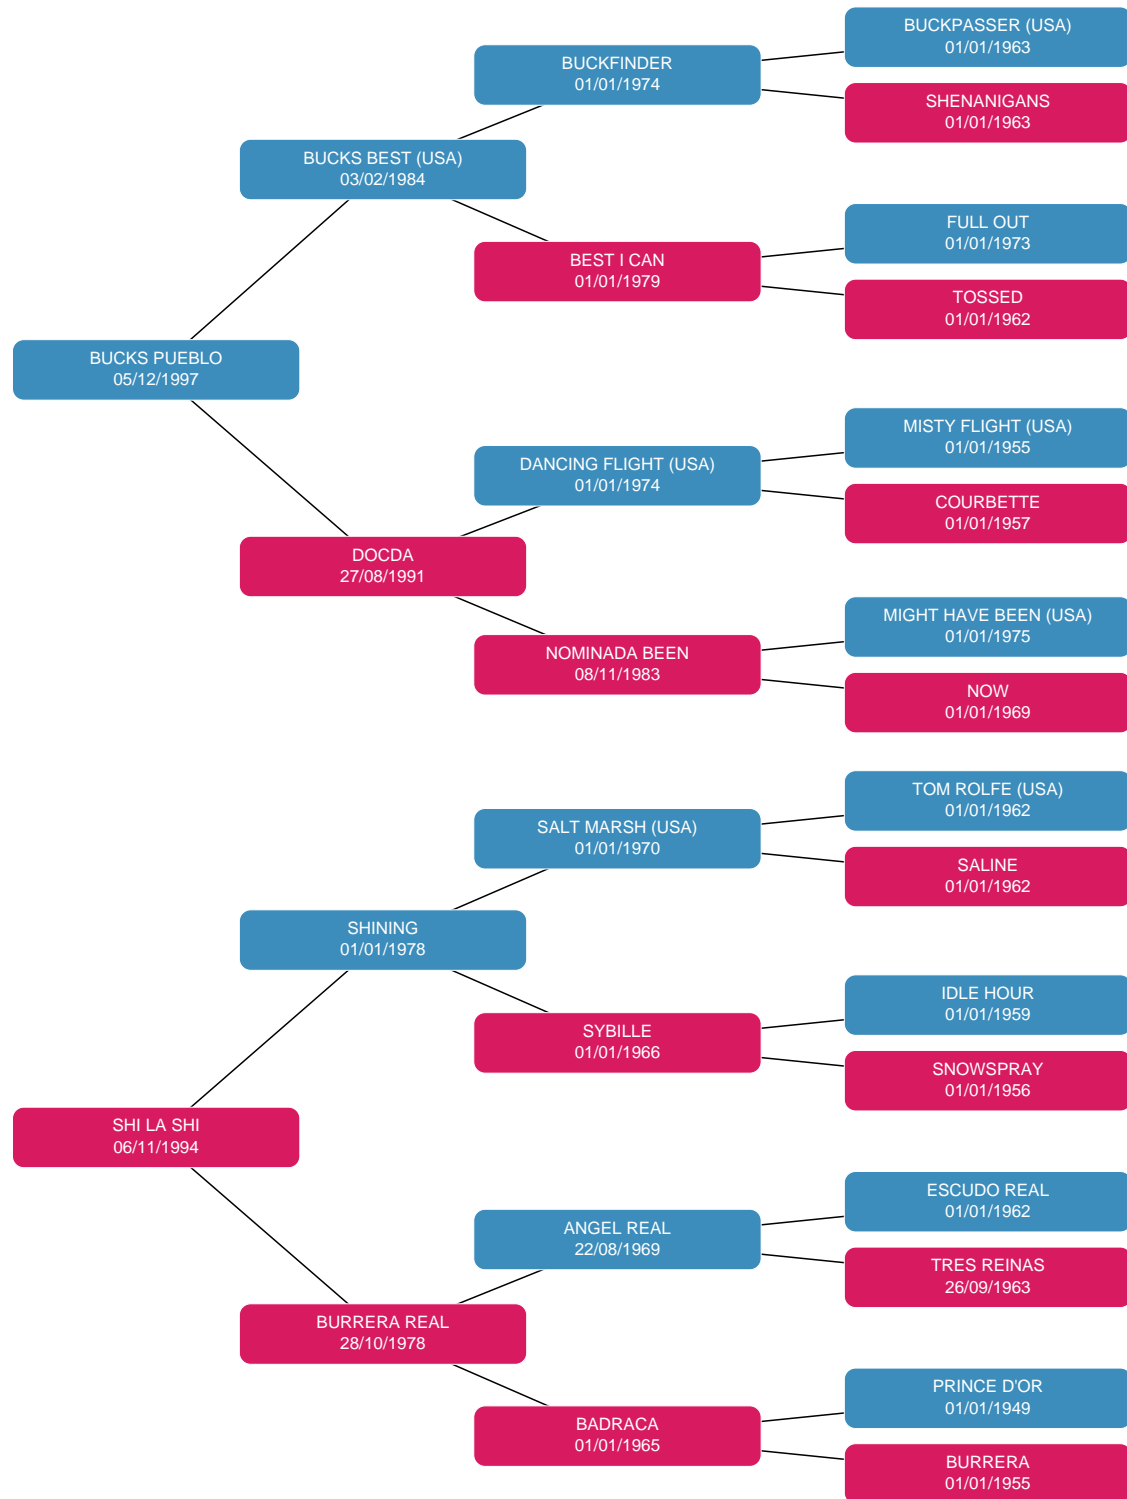 BUCKPASSER (USA)
01/01/1963
BUCKFINDER
01/01/1974
SHENANIGANS
01/01/1963
BUCKS BEST (USA)
03/02/1984
FULL OUT
01/01/1973
BEST I CAN
01/01/1979
TOSSED
01/01/1962
BUCKS PUEBLO
05/12/1997
MISTY FLIGHT (USA)
01/01/1955
DANCING FLIGHT (USA)
01/01/1974
COURBETTE
01/01/1957
DOCDA
27/08/1991
MIGHT HAVE BEEN (USA)
01/01/1975
NOMINADA BEEN
08/11/1983
NOW
01/01/1969
TOM ROLFE (USA)
01/01/1962
SALT MARSH (USA)
01/01/1970
SALINE
01/01/1962
SHINING
01/01/1978
IDLE HOUR
01/01/1959
SYBILLE
01/01/1966
SNOWSPRAY
01/01/1956
SHI LA SHI
06/11/1994
ESCUDO REAL
01/01/1962
ANGEL REAL
22/08/1969
TRES REINAS
26/09/1963
BURRERA REAL
28/10/1978
PRINCE D'OR
01/01/1949
BADRACA
01/01/1965
BURRERA
01/01/1955